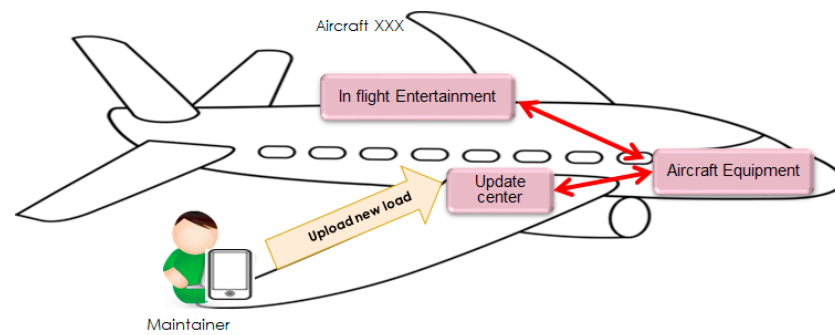 Aircraft XXX
In flight Entertainment
Aircraft Equipment
Update
center
Upload new load
Maintainer